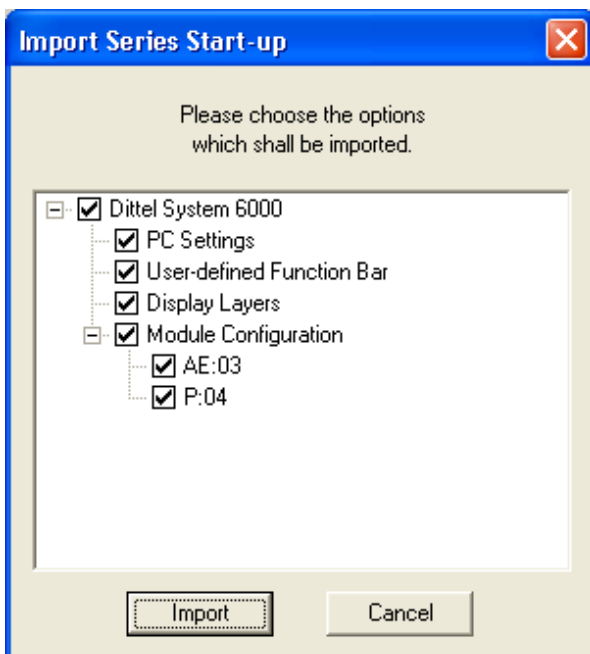 Import Series Start-up
Please choose the options
which shall be imported.
Dittel System 6000
PC Settings
User-defined Function Bar
Display Layers
Module Configuration
AE:03
P:04
Import
Cancel